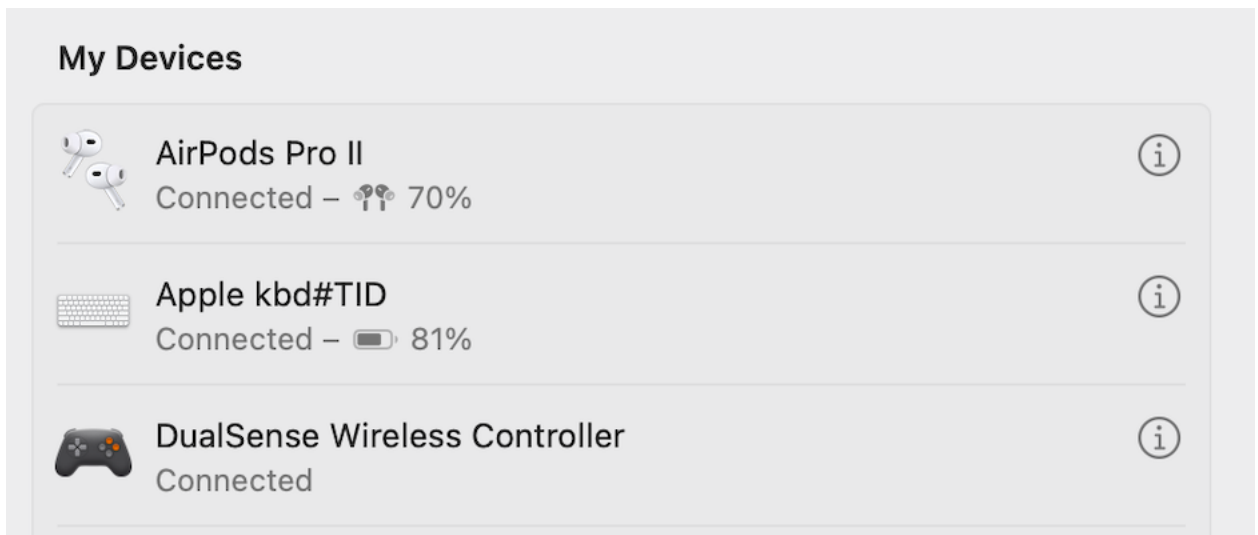 My Devices
AirPods Pro II
Connected – 70%
Apple kbd#TID
Connected – 81%
DualSense Wireless Controller
Connected